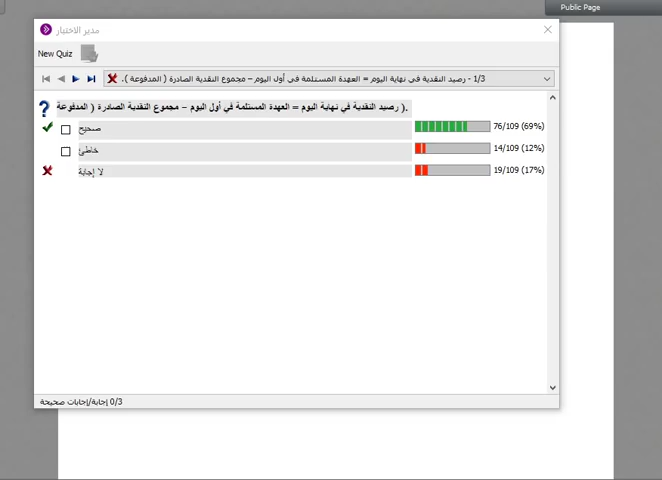 Public Page
مدير الاختبار
New Quiz
1/3 - رصيد النقدية في نهاية اليوم = العهدة المستلمة في أول اليوم – مجموع النقدية الصادرة ( المدفوعة ).
رصيد النقدية في نهاية اليوم = العهدة المستلمة في أول اليوم – مجموع النقدية الصادرة ( المدفوعة ).
صحيح
76/109 (69%)
خاطئ
14/109 (12%)
لا إجابة
19/109 (17%)
0/3 إجابة/إجابات صحيحة